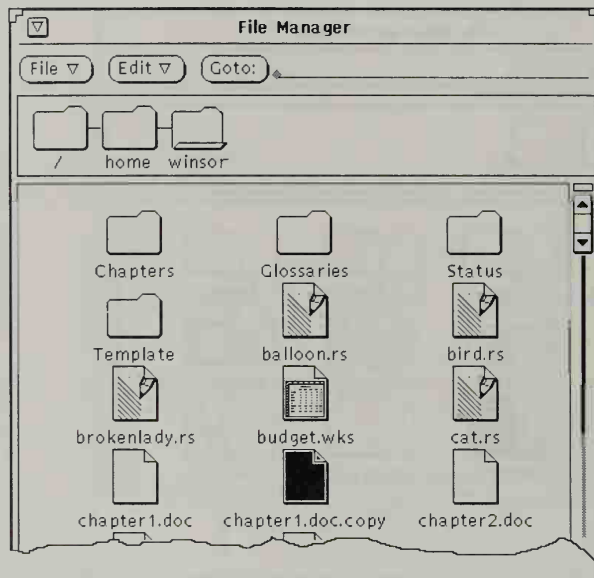 File Manager
File Edit Goto:
/ home winsor
Chapters Glossaries Status
Template balloon.rs bird.rs
brokenlady.rs budget.wks cat.rs
chapter1.doc chapter1.doc.copy chapter2.doc